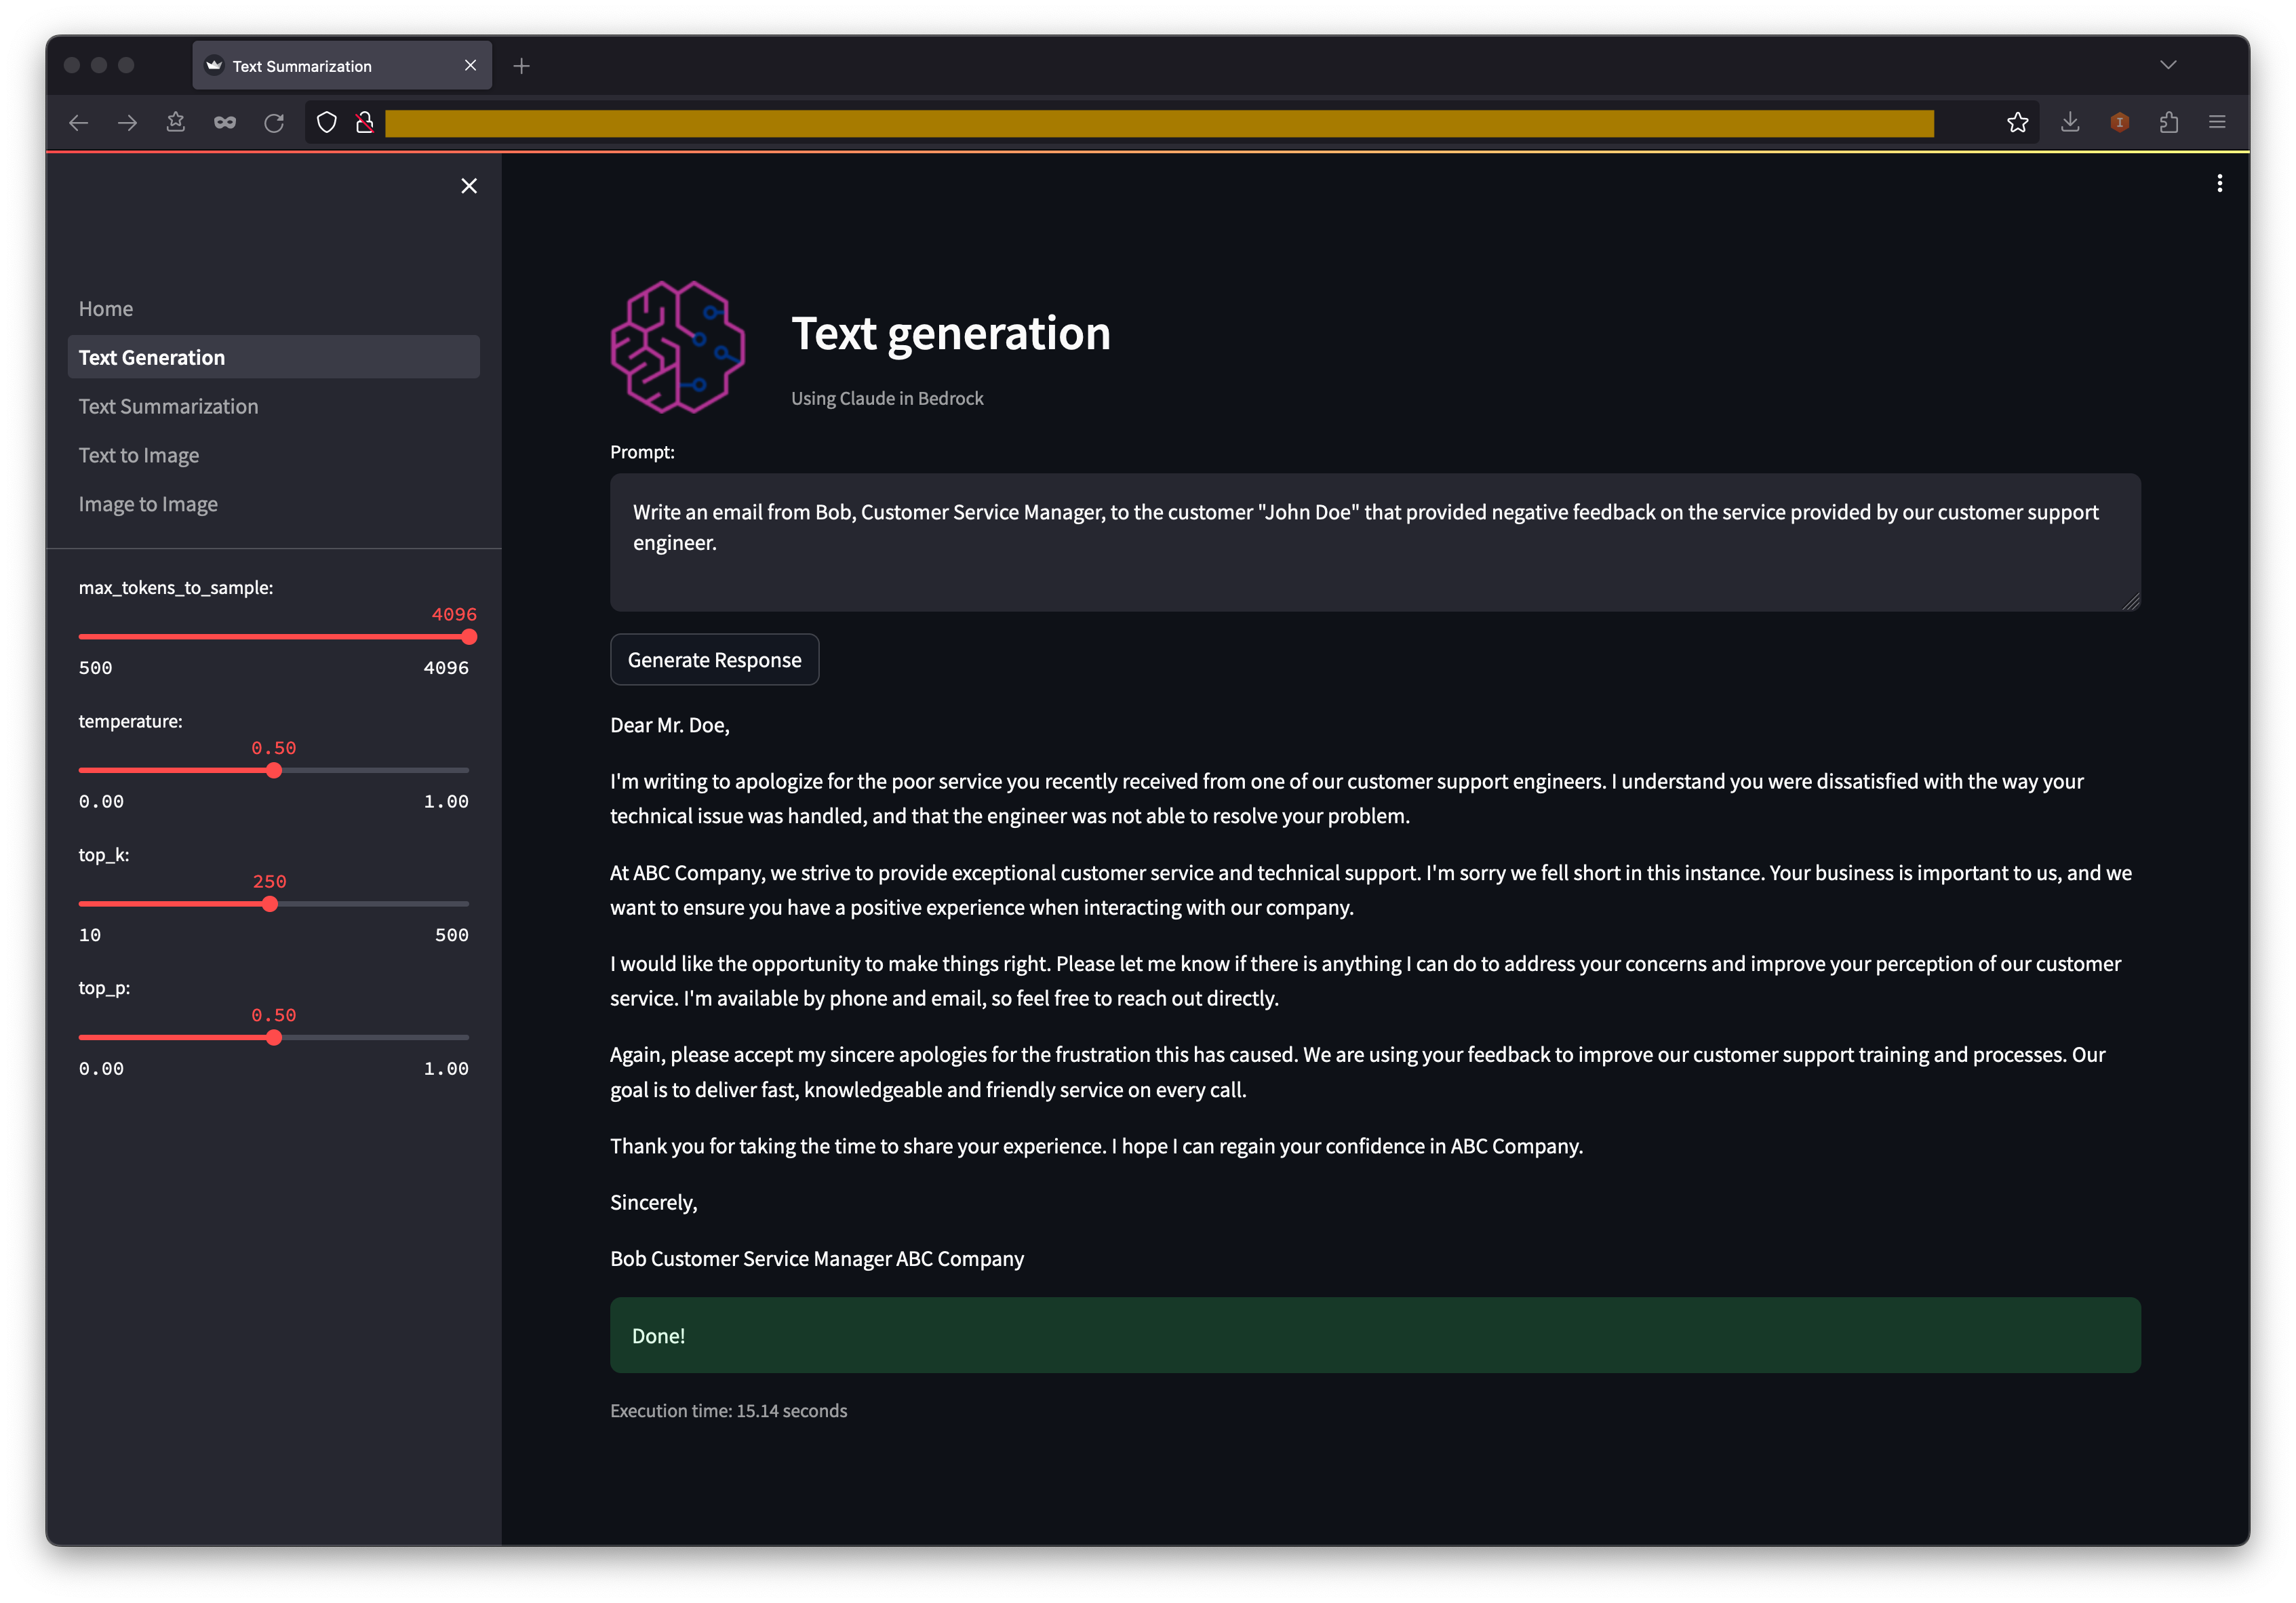 Text Summarization
Home
Text Generation
Text Summarization
Text to Image
Image to Image
max_tokens_to_sample:
4096
500 4096
temperature:
0.50
0.00 1.00
top_k:
250
10 500
top_p:
0.50
0.00 1.00
Text generation
Using Claude in Bedrock
Prompt:
Write an email from Bob, Customer Service Manager, to the customer "John Doe" that provided negative feedback on the service provided by our customer support
engineer.
Generate Response
Dear Mr. Doe,
I'm writing to apologize for the poor service you recently received from one of our customer support engineers. I understand you were dissatisfied with the way your
technical issue was handled, and that the engineer was not able to resolve your problem.
At ABC Company, we strive to provide exceptional customer service and technical support. I'm sorry we fell short in this instance. Your business is important to us, and we
want to ensure you have a positive experience when interacting with our company.
I would like the opportunity to make things right. Please let me know if there is anything I can do to address your concerns and improve your perception of our customer
service. I'm available by phone and email, so feel free to reach out directly.
Again, please accept my sincere apologies for the frustration this has caused. We are using your feedback to improve our customer support training and processes. Our
goal is to deliver fast, knowledgeable and friendly service on every call.
Thank you for taking the time to share your experience. I hope I can regain your confidence in ABC Company.
Sincerely,
Bob Customer Service Manager ABC Company
Done!
Execution time: 15.14 seconds